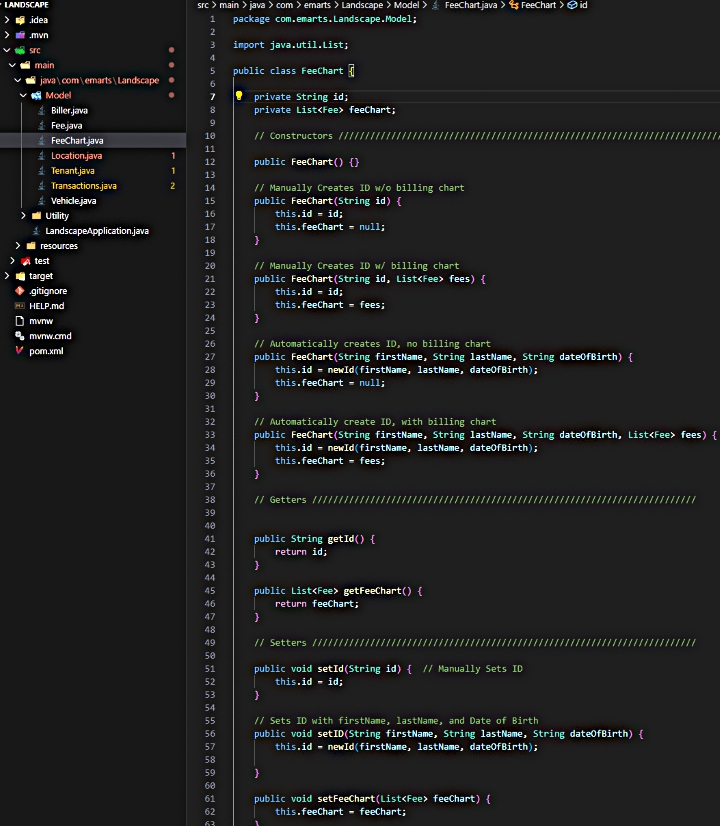 LANDSCAPE
.idea
.mvn
src
main
java\com\emarts\Landscape
Model
Biller.java
Fee.java
FeeChart.java
Location.java 1
Tenant.java 1
Transactions.java 2
Vehicle.java
Utility
LandscapeApplication.java
resources
test
target
.gitignore
HELP.md
mvnw
mvnw.cmd
pom.xml
src > main > java > com > emarts > Landscape > Model > FeeChart.java > FeeChart > id
1 package com.emarts.Landscape.Model;
2
3 import java.util.List;
4
5 public class FeeChart {
6
7 private String id;
8 private List<Fee> feeChart;
9
10 // Constructors /////////////////////////////////////////////////////////////////////////
11
12 public FeeChart() {}
13
14 // Manually Creates ID w/o billing chart
15 public FeeChart(String id) {
16 this.id = id;
17 this.feeChart = null;
18 }
19
20 // Manually Creates ID w/ billing chart
21 public FeeChart(String id, List<Fee> fees) {
22 this.id = id;
23 this.feeChart = fees;
24 }
25
26 // Automatically creates ID, no billing chart
27 public FeeChart(String firstName, String lastName, String dateOfBirth) {
28 this.id = newId(firstName, lastName, dateOfBirth);
29 this.feeChart = null;
30 }
31
32 // Automatically create ID, with billing chart
33 public FeeChart(String firstName, String lastName, String dateOfBirth, List<Fee> fees) {
34 this.id = newId(firstName, lastName, dateOfBirth);
35 this.feeChart = fees;
36 }
37
38 // Getters /////////////////////////////////////////////////////////////////////////
39
40
41 public String getId() {
42 return id;
43 }
44
45 public List<Fee> getFeeChart() {
46 return feeChart;
47 }
48
49 // Setters /////////////////////////////////////////////////////////////////////////
50
51 public void setId(String id) { // Manually Sets ID
52 this.id = id;
53 }
54
55 // Sets ID with firstName, lastName, and Date of Birth
56 public void setID(String firstName, String lastName, String dateOfBirth) {
57 this.id = newId(firstName, lastName, dateOfBirth);
58
59 }
60
61 public void setFeeChart(List<Fee> feeChart) {
62 this.feeChart = feeChart;
63 }